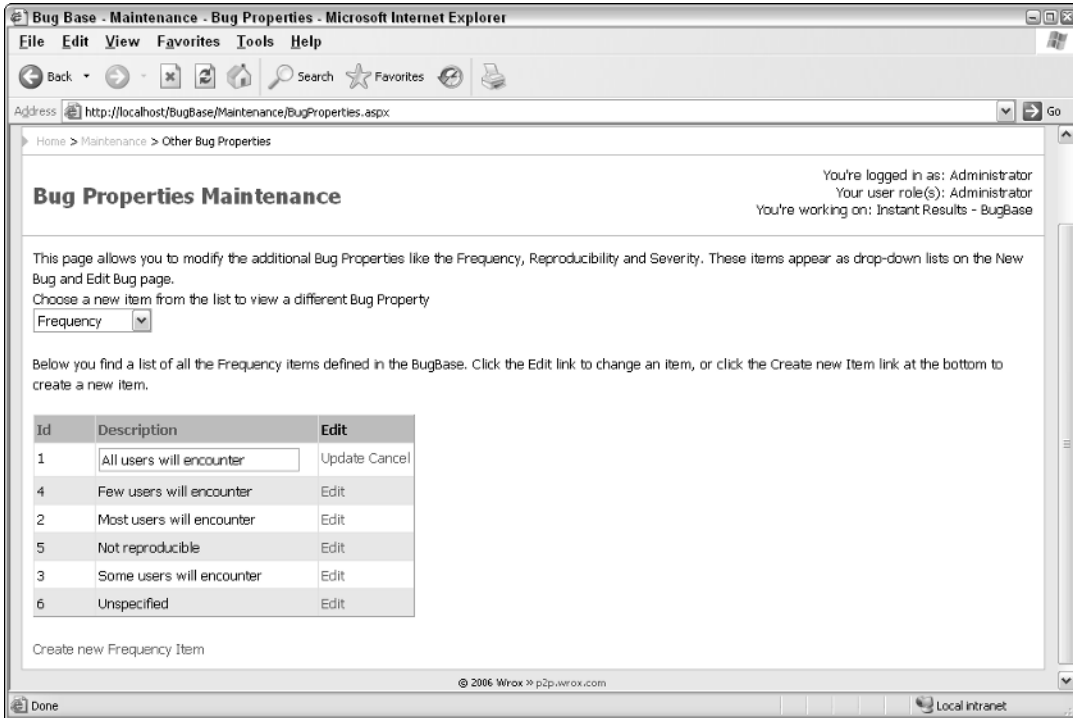 Bug Base - Maintenance - Bug Properties - Microsoft Internet Explorer
File Edit View Favorites Tools Help
Back Search Favorites
Address http://localhost/BugBase/Maintenance/BugProperties.aspx Go
Home > Maintenance > Other Bug Properties
Bug Properties Maintenance
You're logged in as: Administrator
Your user role(s): Administrator
You're working on: Instant Results - BugBase
This page allows you to modify the additional Bug Properties like the Frequency, Reproducibility and Severity. These items appear as drop-down lists on the New
Bug and Edit Bug page.
Choose a new item from the list to view a different Bug Property
Frequency
Below you find a list of all the Frequency items defined in the BugBase. Click the Edit link to change an item, or click the Create new Item link at the bottom to
create a new item.
Id Description Edit
1 All users will encounter Update Cancel
4 Few users will encounter Edit
2 Most users will encounter Edit
5 Not reproducible Edit
3 Some users will encounter Edit
6 Unspecified Edit
Create new Frequency Item
© 2006 Wrox » p2p.wrox.com
Done Local intranet